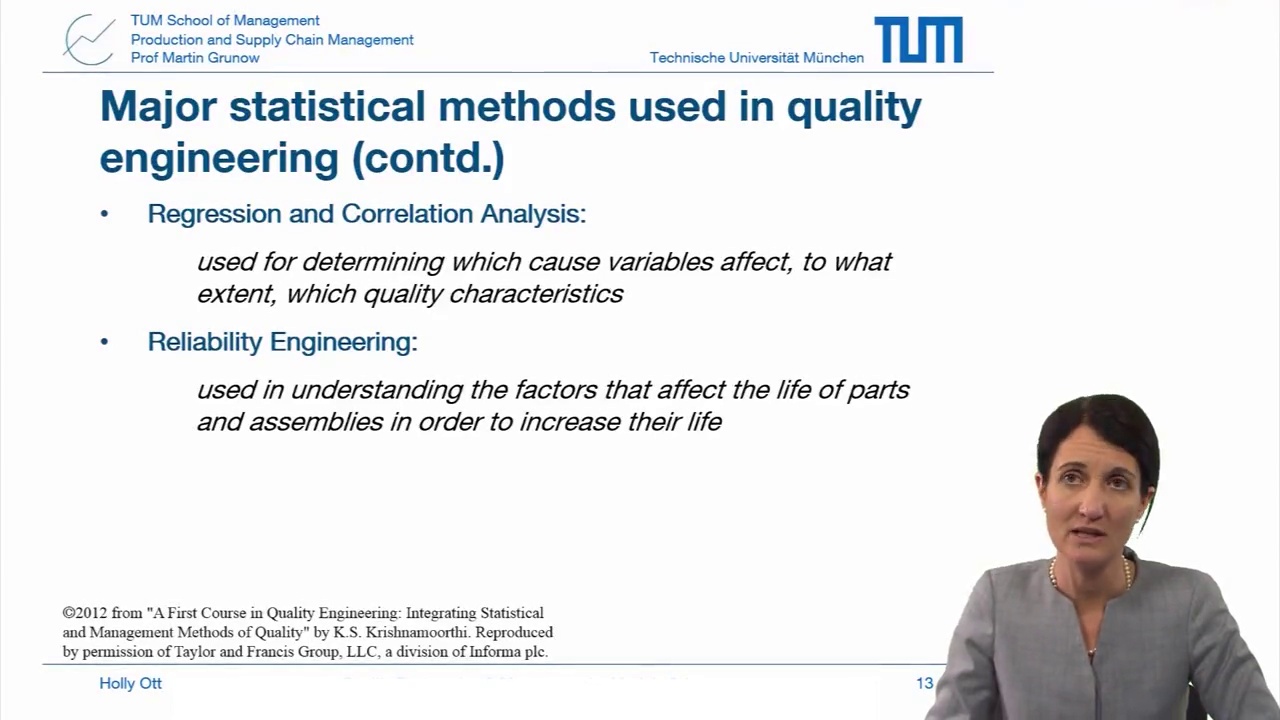 TUM School of Management
Production and Supply Chain Management
Prof Martin Grunow
Technische Universität München
TUM
Major statistical methods used in quality
engineering (contd.)
• Regression and Correlation Analysis:
used for determining which cause variables affect, to what
extent, which quality characteristics
• Reliability Engineering:
used in understanding the factors that affect the life of parts
and assemblies in order to increase their life
©2012 from "A First Course in Quality Engineering: Integrating Statistical
and Management Methods of Quality" by K.S. Krishnamoorthi. Reproduced
by permission of Taylor and Francis Group, LLC, a division of Informa plc.
Holly Ott
13